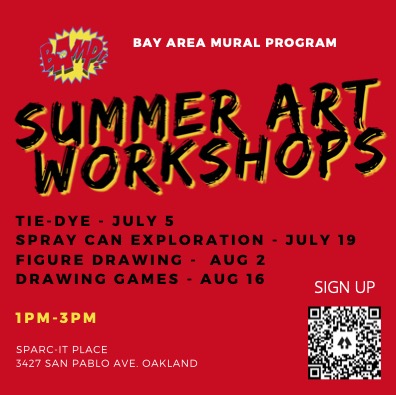 BAMP
BAY AREA MURAL PROGRAM
SUMMER ART
WORKSHOPS
TIE-DYE - JULY 5
SPRAY CAN EXPLORATION - JULY 19
FIGURE DRAWING - AUG 2
DRAWING GAMES - AUG 16
SIGN UP
1PM-3PM
SPARC-IT PLACE
3427 SAN PABLO AVE. OAKLAND